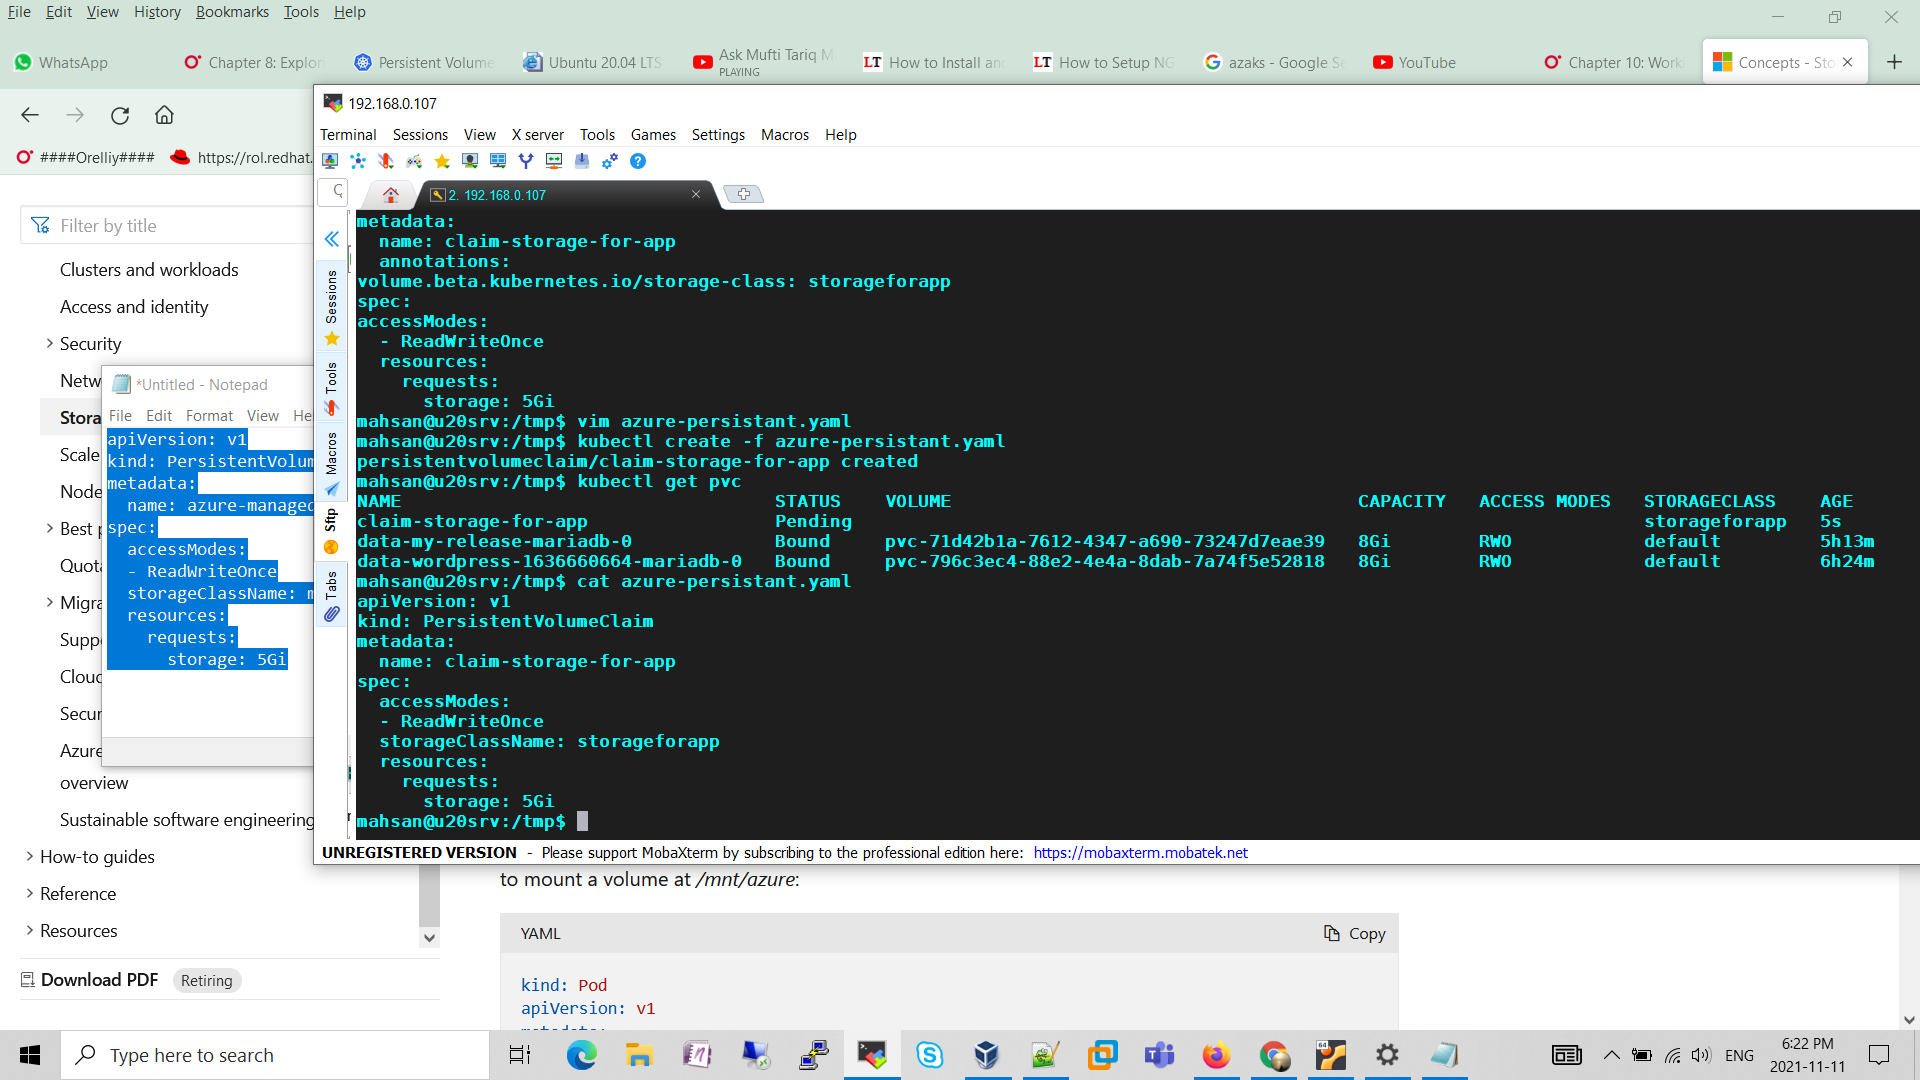 File Edit View History Bookmarks Tools Help
WhatsApp
Chapter 8: Explori
Persistent Volume
Ubuntu 20.04 LTS
Ask Mufti Tariq M
PLAYING
How to Install and
How to Setup NG
azaks - Google Se
YouTube
Chapter 10: Worki
Concepts - Sto
####Orelliy####
https://rol.redhat.
192.168.0.107
Terminal Sessions View X server Tools Games Settings Macros Help
2. 192.168.0.107
Sessions
Tools
Macros
Sftp
Tabs
metadata:
  name: claim-storage-for-app
  annotations:
volume.beta.kubernetes.io/storage-class: storageforapp
spec:
accessModes:
  - ReadWriteOnce
  resources:
    requests:
      storage: 5Gi
mahsan@u20srv:/tmp$ vim azure-persistant.yaml
mahsan@u20srv:/tmp$ kubectl create -f azure-persistant.yaml
persistentvolumeclaim/claim-storage-for-app created
mahsan@u20srv:/tmp$ kubectl get pvc
NAME STATUS VOLUME CAPACITY ACCESS MODES STORAGECLASS AGE
claim-storage-for-app Pending storageforapp 5s
data-my-release-mariadb-0 Bound pvc-71d42b1a-7612-4347-a690-73247d7eae39 8Gi RWO default 5h13m
data-wordpress-1636660664-mariadb-0 Bound pvc-796c3ec4-88e2-4e4a-8dab-7a74f5e52818 8Gi RWO default 6h24m
mahsan@u20srv:/tmp$ cat azure-persistant.yaml
apiVersion: v1
kind: PersistentVolumeClaim
metadata:
  name: claim-storage-for-app
spec:
  accessModes:
  - ReadWriteOnce
  storageClassName: storageforapp
  resources:
    requests:
      storage: 5Gi
mahsan@u20srv:/tmp$
UNREGISTERED VERSION - Please support MobaXterm by subscribing to the professional edition here: https://mobaxterm.mobatek.net
Filter by title
Clusters and workloads
Access and identity
Security
Netw
Stora
Scale
Node
Best p
Quota
Migra
Suppo
Cloud
Secur
Azure
overview
Sustainable software engineering
How-to guides
Reference
Resources
Download PDF Retiring
*Untitled - Notepad
File Edit Format View He
apiVersion: v1
kind: PersistentVolum
metadata:
  name: azure-managed
spec:
  accessModes:
  - ReadWriteOnce
  storageClassName: m
  resources:
    requests:
      storage: 5Gi
to mount a volume at /mnt/azure:
YAML Copy
kind: Pod
apiVersion: v1
metadata:
Type here to search
ENG
6:22 PM
2021-11-11